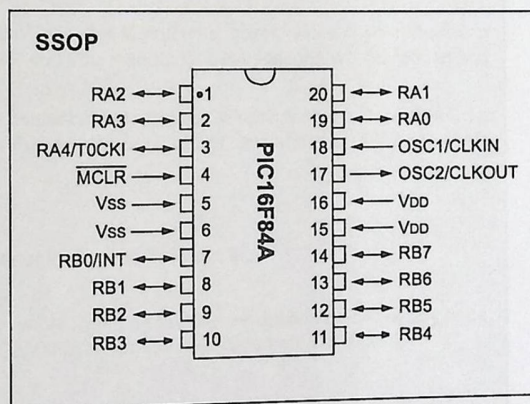 SSOP
RA2 1 20 RA1
RA3 2 19 RA0
RA4/T0CKI 3 18 OSC1/CLKIN
MCLR 4 17 OSC2/CLKOUT
VSS 5 16 VDD
VSS 6 15 VDD
RB0/INT 7 14 RB7
RB1 8 13 RB6
RB2 9 12 RB5
RB3 10 11 RB4
PIC16F84A